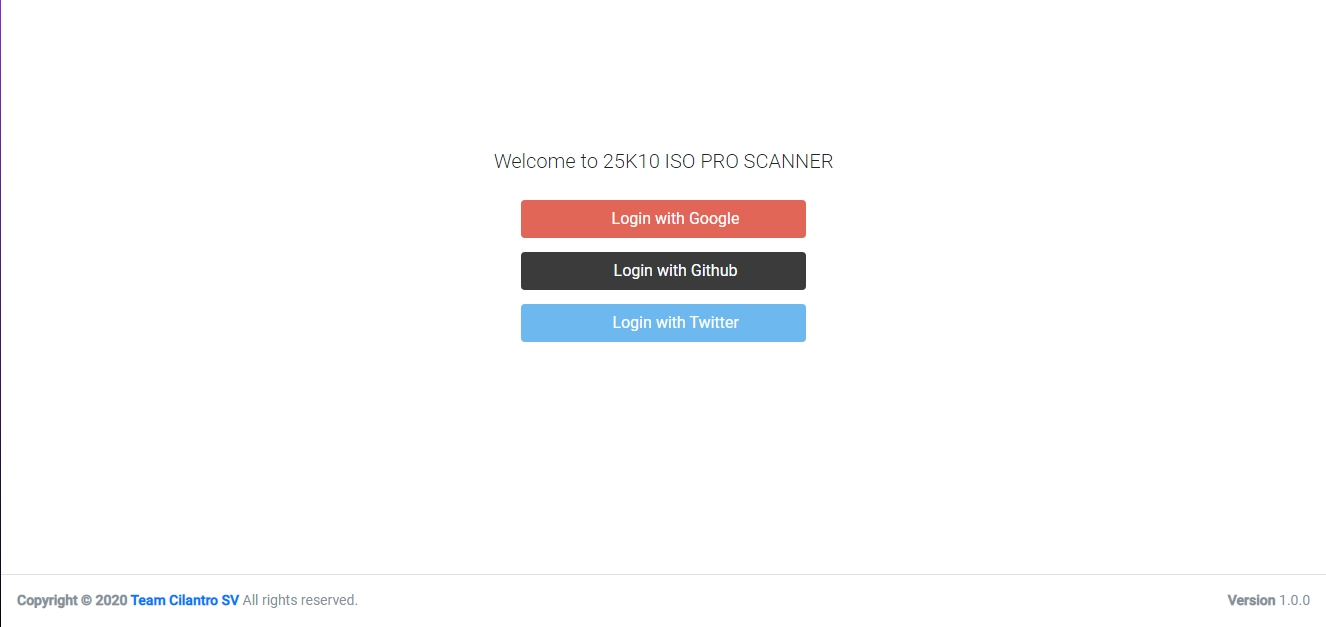 Welcome to 25K10 ISO PRO SCANNER
Login with Google
Login with Github
Login with Twitter
Copyright © 2020 Team Cilantro SV All rights reserved.
Version 1.0.0